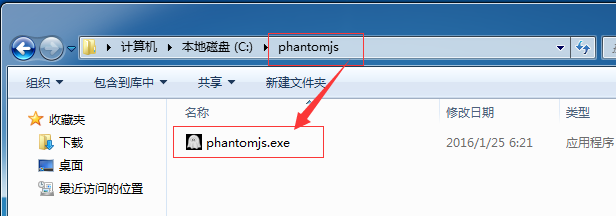 计算机 本地磁盘 (C:) phantomjs
组织 包含到库中 共享 新建文件夹
收藏夹
下载
桌面
最近访问的位置
名称 修改日期 类型
phantomjs.exe 2016/1/25 6:21 应用程序